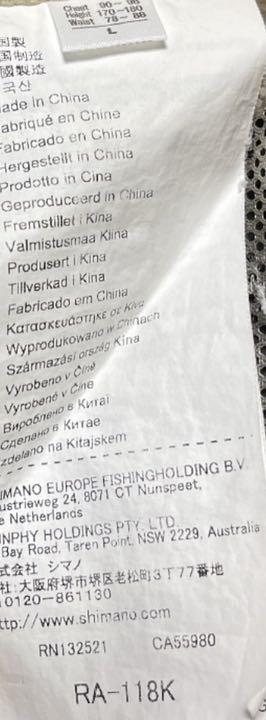 Chest 90－98
Height 170－180
Waist 78－86
L
国製
国制造
國製造
국산
ade in China
abriqué en Chine
Fabricado en China
Hergestellt in China
Prodotto in Cina
Geproduceerd in China
Fremstillet i Kina
Valmistusmaa Kiina
Produsert i Kina
Tillverkad i Kina
Fabricado em China
Κατασκευάστηκε σε Κίνα
Wyprodukowano w Chinach
Származási ország Kína
Vyrobeno v Číně
Vyrobené v Číne
Вироблено в Китаї
Сделано в Китае
zdelano na Kitajskem
IMANO EUROPE FISHINGHOLDING B.V.
ustrieweg 24, 8071 CT Nunspeet,
e Netherlands
NPHY HOLDINGS PTY. LTD.
Bay Road, Taren Point, NSW 2229, Australia
式会社 シマノ
社:大阪府堺市堺区老松町3丁77番地
0120-861130
ttp://www.shimano.com
RN132521 CA55980
RA-118K